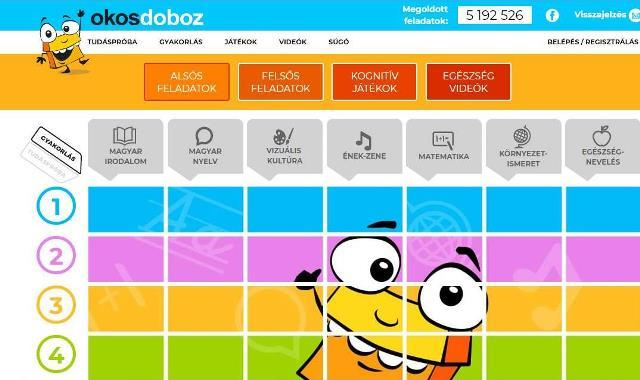 okosdoboz
Megoldott
feladatok:
5 192 526
Visszajelzés
TUDÁSPRÓBA
GYAKORLÁS
JÁTÉKOK
VIDEÓK
SÚGÓ
BELÉPÉS / REGISZTRÁLÁS
ALSÓS
FELADATOK
FELSŐS
FELADATOK
KOGNITÍV
JÁTÉKOK
EGÉSZSÉG
VIDEÓK
GYAKORLÁS
TUDÁSPRÓBA
MAGYAR
IRODALOM
MAGYAR
NYELV
VIZUÁLIS
KULTÚRA
ÉNEK-ZENE
MATEMATIKA
KÖRNYEZET-
ISMERET
EGÉSZSÉG-
NEVELÉS
1
2
3
4